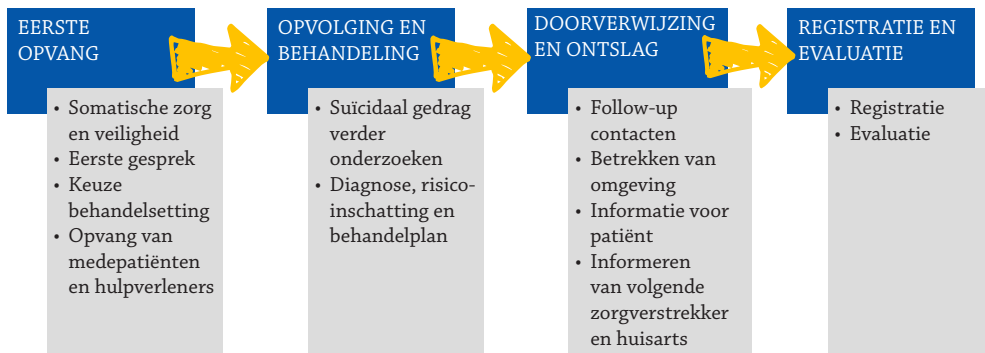 EERSTE
OPVANG
• Somatische zorg
en veiligheid
• Eerste gesprek
• Keuze
behandelsetting
• Opvang van
medepatiënten
en hulpverleners
OPVOLGING EN
BEHANDELING
• Suïcidaal gedrag
verder
onderzoeken
• Diagnose, risico-
inschatting en
behandelplan
DOORVERWIJZING
EN ONTSLAG
• Follow-up
contacten
• Betrekken van
omgeving
• Informatie voor
patiënt
• Informeren
van volgende
zorgverstrekker
en huisarts
REGISTRATIE EN
EVALUATIE
• Registratie
• Evaluatie